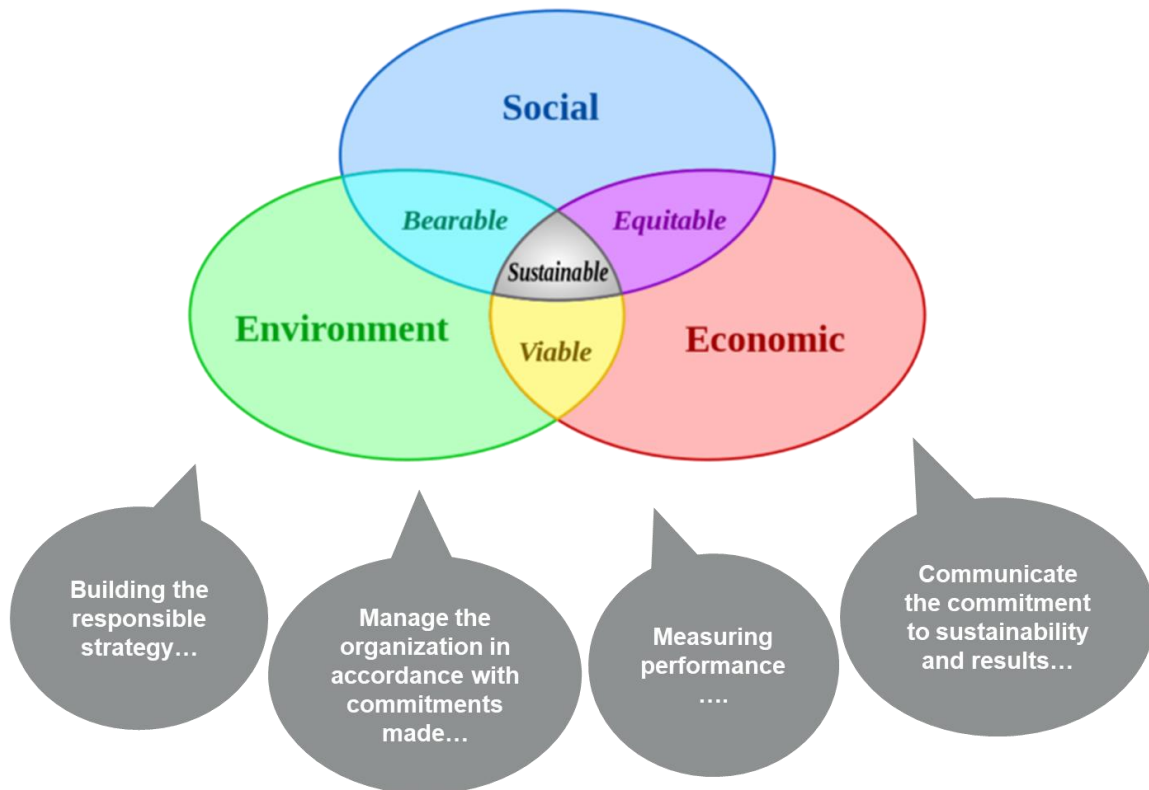 Social
Bearable
Equitable
Sustainable
Environment
Viable
Economic
Building the
responsible
strategy…
Manage the
organization in
accordance with
commitments
made…
Measuring
performance
….
Communicate
the commitment
to sustainability
and results…